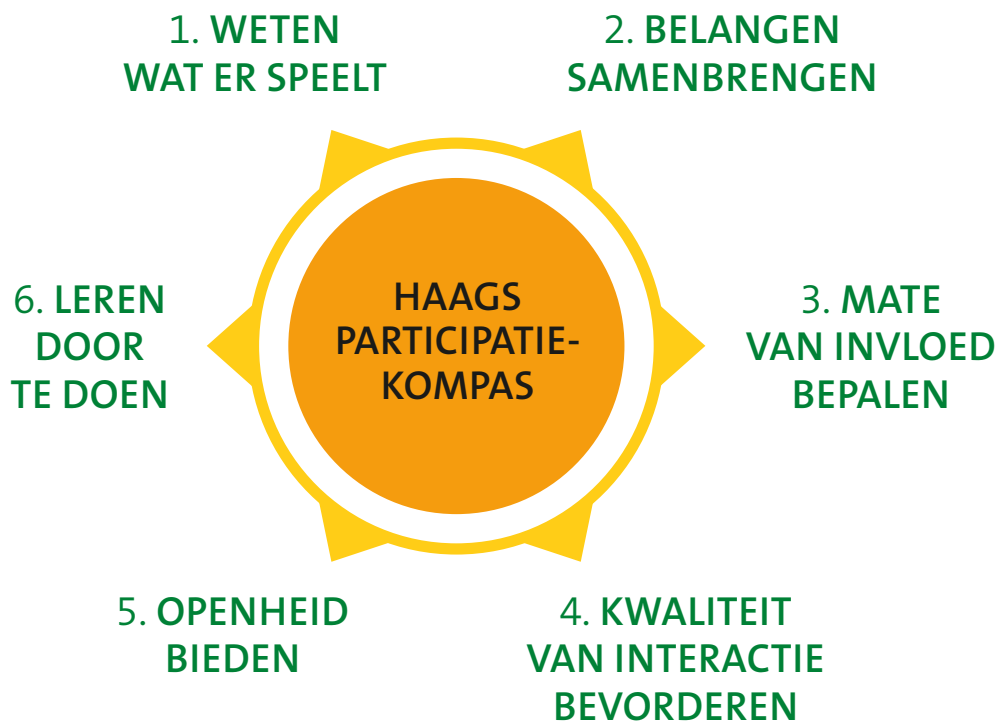 1. WETEN
WAT ER SPEELT
2. BELANGEN
SAMENBRENGEN
HAAGS
PARTICIPATIE-
KOMPAS
3. MATE
VAN INVLOED
BEPALEN
4. KWALITEIT
VAN INTERACTIE
BEVORDEREN
5. OPENHEID
BIEDEN
6. LEREN
DOOR
TE DOEN